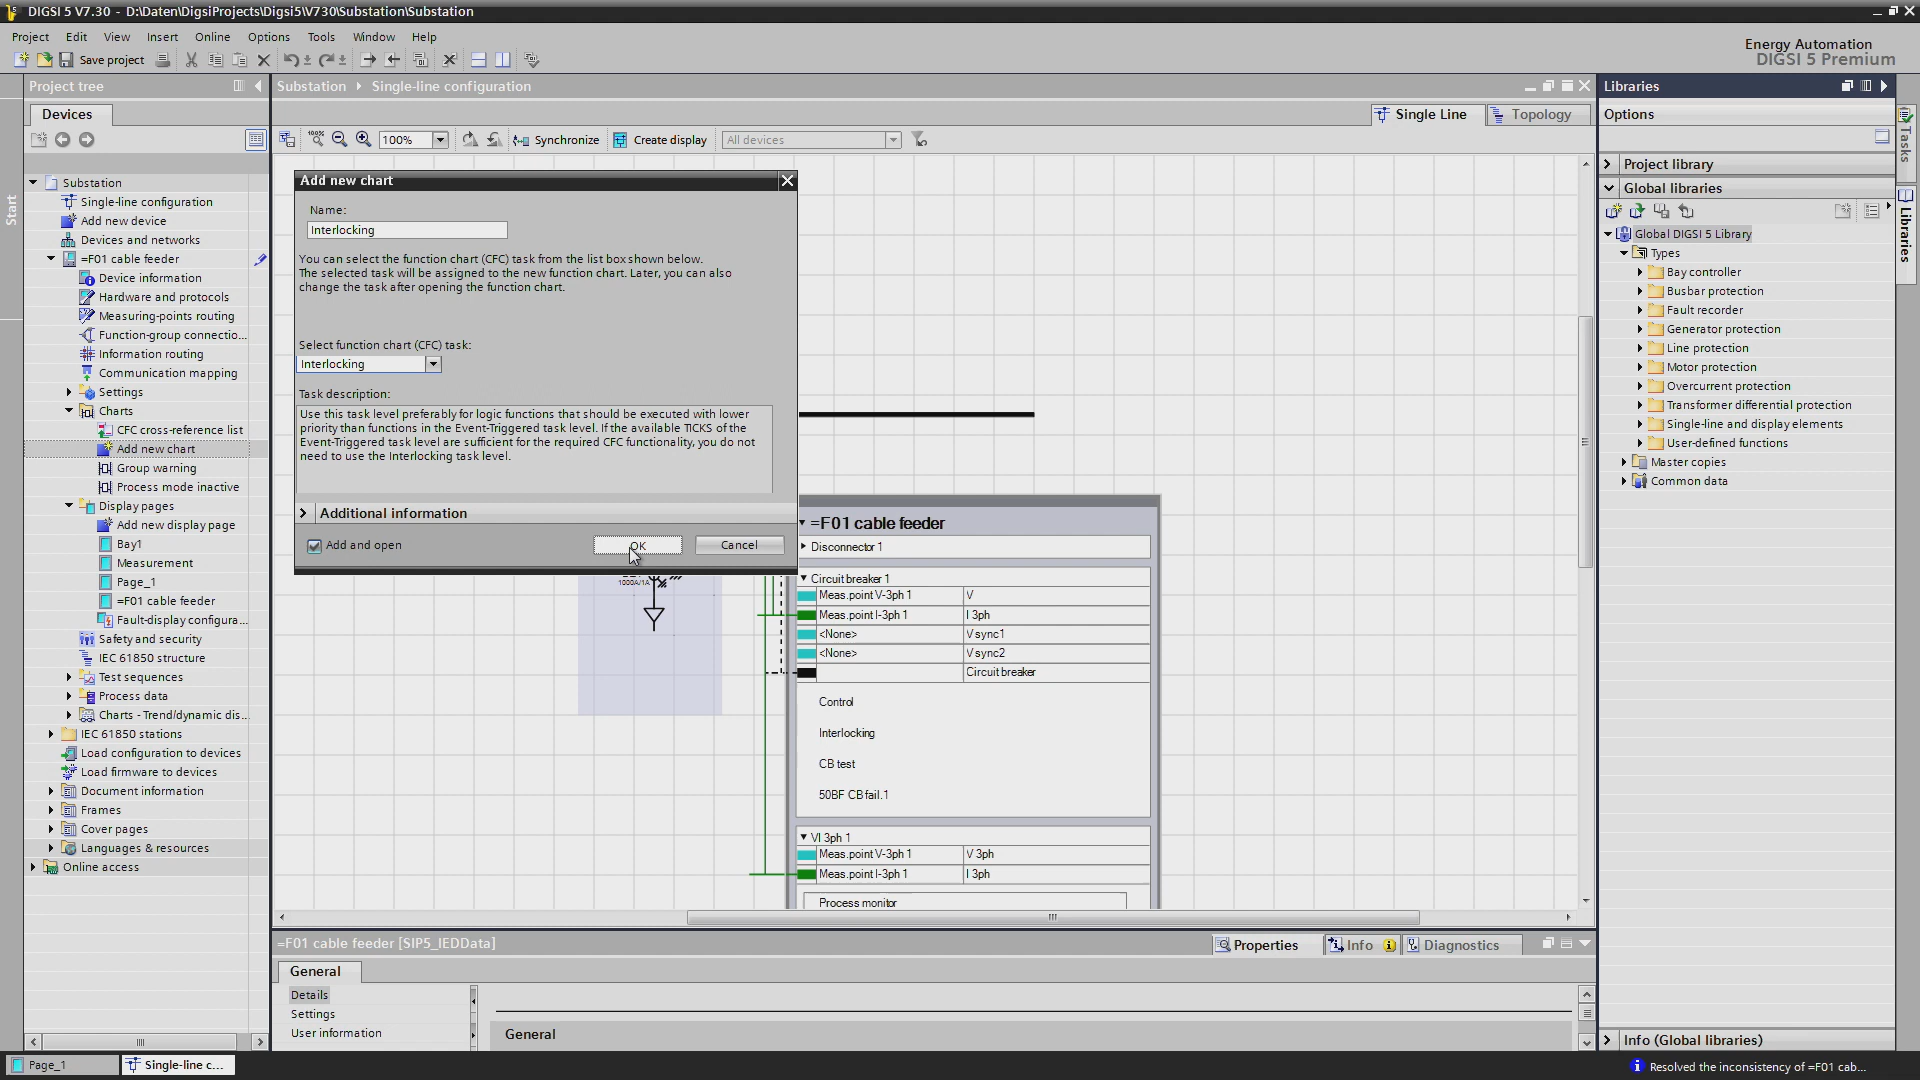 DIGSI 5 V7.30 - D:\Daten\DigsiProjects\Digsi5\V730\Substation\Substation
Project Edit View Insert Online Options Tools Window Help
Save project
Energy Automation
DIGSI 5 Premium
Project tree
Devices
Start
Substation
Single-line configuration
Add new device
Devices and networks
=F01 cable feeder
Device information
Hardware and protocols
Measuring-points routing
Function-group connectio...
Information routing
Communication mapping
Settings
Charts
CFC cross-reference list
Add new chart
Group warning
Process mode inactive
Display pages
Add new display page
Bay1
Measurement
Page_1
=F01 cable feeder
Fault-display configura...
Safety and security
IEC 61850 structure
Test sequences
Process data
Charts - Trend/dynamic dis...
IEC 61850 stations
Load configuration to devices
Load firmware to devices
Document information
Frames
Cover pages
Languages & resources
Online access
Substation Single-line configuration
Single Line Topology
100% Synchronize Create display All devices
Add new chart
Name:
Interlocking
You can select the function chart (CFC) task from the list box shown below.
The selected task will be assigned to the new function chart. Later, you can also
change the task after opening the function chart.
Select function chart (CFC) task:
Interlocking
Task description:
Use this task level preferably for logic functions that should be executed with lower
priority than functions in the Event-Triggered task level. If the available TICKS of the
Event-Triggered task level are sufficient for the required CFC functionality, you do not
need to use the Interlocking task level.
Additional information
Add and open OK Cancel
1000A/1A
=F01 cable feeder
Disconnector 1
Circuit breaker 1
Meas.point V-3ph 1 V
Meas.point I-3ph 1 I 3ph
<None> V sync1
<None> V sync2
Circuit breaker
Control
Interlocking
CB test
50BF CB fail.1
VI 3ph 1
Meas.point V-3ph 1 V 3ph
Meas.point I-3ph 1 I 3ph
Process monitor
=F01 cable feeder [SIP5_IEDData]
Properties Info Diagnostics
General
Details
Settings
User information
General
Libraries
Options
Project library
Global libraries
Global DIGSI 5 Library
Types
Bay controller
Busbar protection
Fault recorder
Generator protection
Line protection
Motor protection
Overcurrent protection
Transformer differential protection
Single-line and display elements
User-defined functions
Master copies
Common data
Info (Global libraries)
Tasks
Libraries
Page_1 Single-line c...
Resolved the inconsistency of =F01 cab...